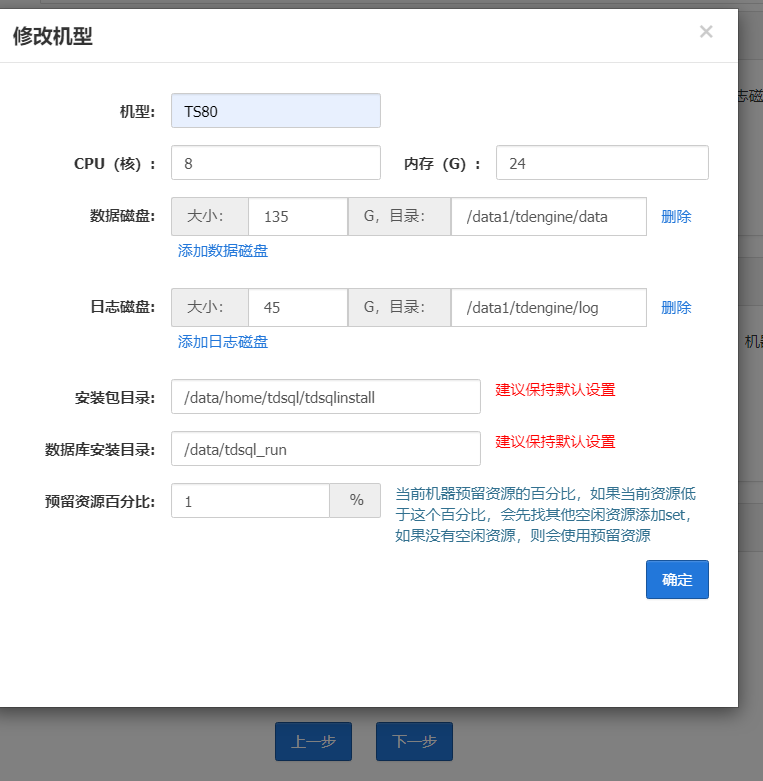 修改机型 ×
机型: TS80
CPU（核）: 8 内存（G）: 24
数据磁盘: 大小: 135 G，目录: /data1/tdengine/data 删除
添加数据磁盘
日志磁盘: 大小: 45 G，目录: /data1/tdengine/log 删除
添加日志磁盘
安装包目录: /data/home/tdsql/tdsqlinstall 建议保持默认设置
数据库安装目录: /data/tdsql_run 建议保持默认设置
预留资源百分比: 1 % 当前机器预留资源的百分比，如果当前资源低
于这个百分比，会先找其他空闲资源添加set，
如果没有空闲资源，则会使用预留资源
确定
上一步 下一步